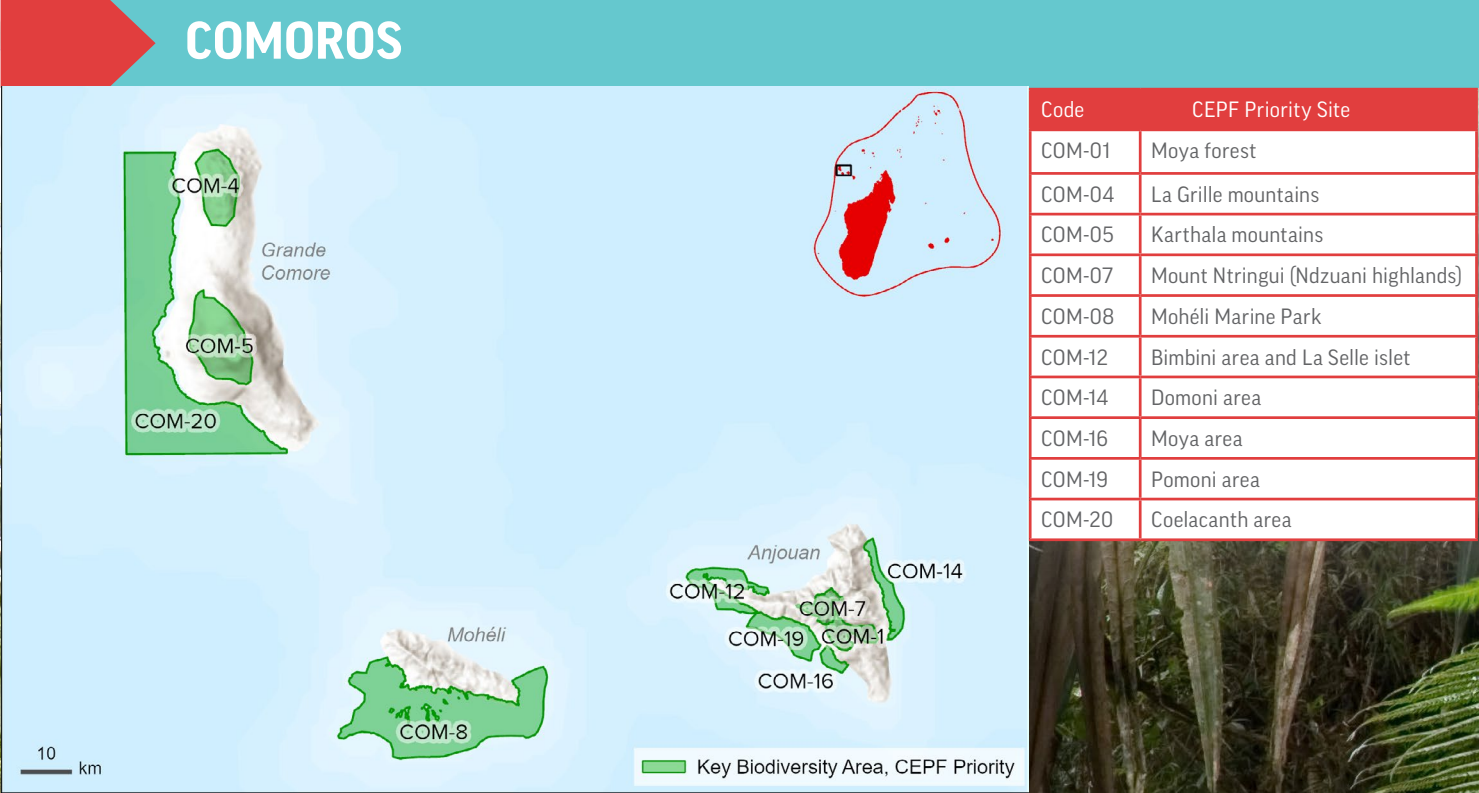 COMOROS
COM-4
Grande
Comore
COM-5
COM-20
Anjouan
COM-14
COM-12
COM-7
COM-19
COM-1
COM-16
Mohéli
COM-8
10
km
Key Biodiversity Area, CEPF Priority
Code CEPF Priority Site
COM-01 Moya forest
COM-04 La Grille mountains
COM-05 Karthala mountains
COM-07 Mount Ntringui (Ndzuani highlands)
COM-08 Mohéli Marine Park
COM-12 Bimbini area and La Selle islet
COM-14 Domoni area
COM-16 Moya area
COM-19 Pomoni area
COM-20 Coelacanth area